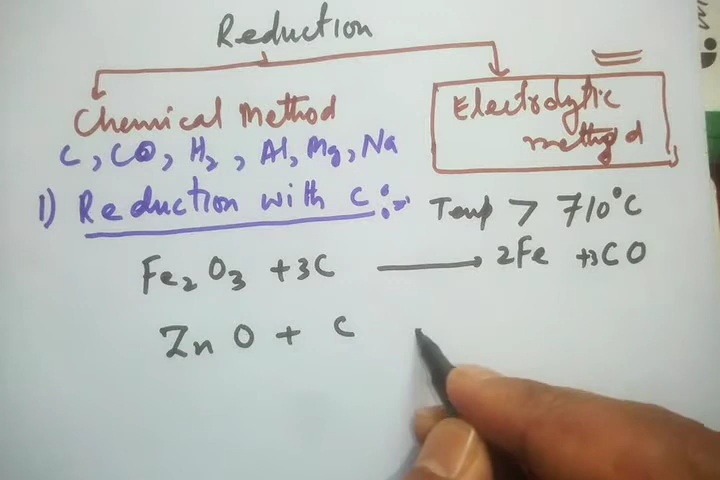 Reduction
Chemical Method
Electrolytic method
C, CO, H₂, Al, Mg, Na
1) Reduction with C :- Temp > 710°C
Fe₂O₃ + 3C ⟶ 2Fe + 3CO
ZnO + C